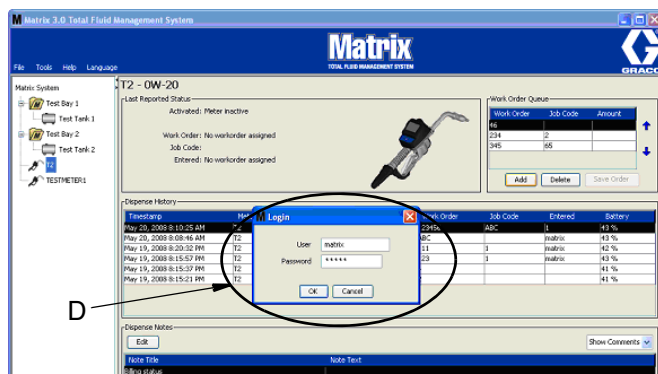 Matrix 3.0 Total Fluid Management System
Matrix
TOTAL FLUID MANAGEMENT SYSTEM
GRACO
File Tools Help Language
Matrix System
Test Bay 1
Test Tank 1
Test Bay 2
Test Tank 2
T2
TESTMETER1
T2 - 0W-20
Last Reported Status
Activated: Meter inactive
Work Order: No workorder assigned
Job Code:
Entered: No workorder assigned
Work Order Queue
Work Order Job Code Amount
46
234 2
345 65
Add Delete Save Order
Dispense History
Timestamp Work Order Job Code Entered Battery
May 20, 2008 8:10:25 AM T2 ABC 1 43 %
May 20, 2008 8:08:46 AM T2 matrix 43 %
May 19, 2008 8:20:32 PM T2 1 matrix 42 %
May 19, 2008 8:15:57 PM T2 1 matrix 43 %
May 19, 2008 8:15:37 PM T2 41 %
May 19, 2008 8:15:21 PM T2 41 %
Login
User matrix
Password *****
OK Cancel
D
Dispense Notes
Edit Show Comments
Note Title Note Text
Billing status